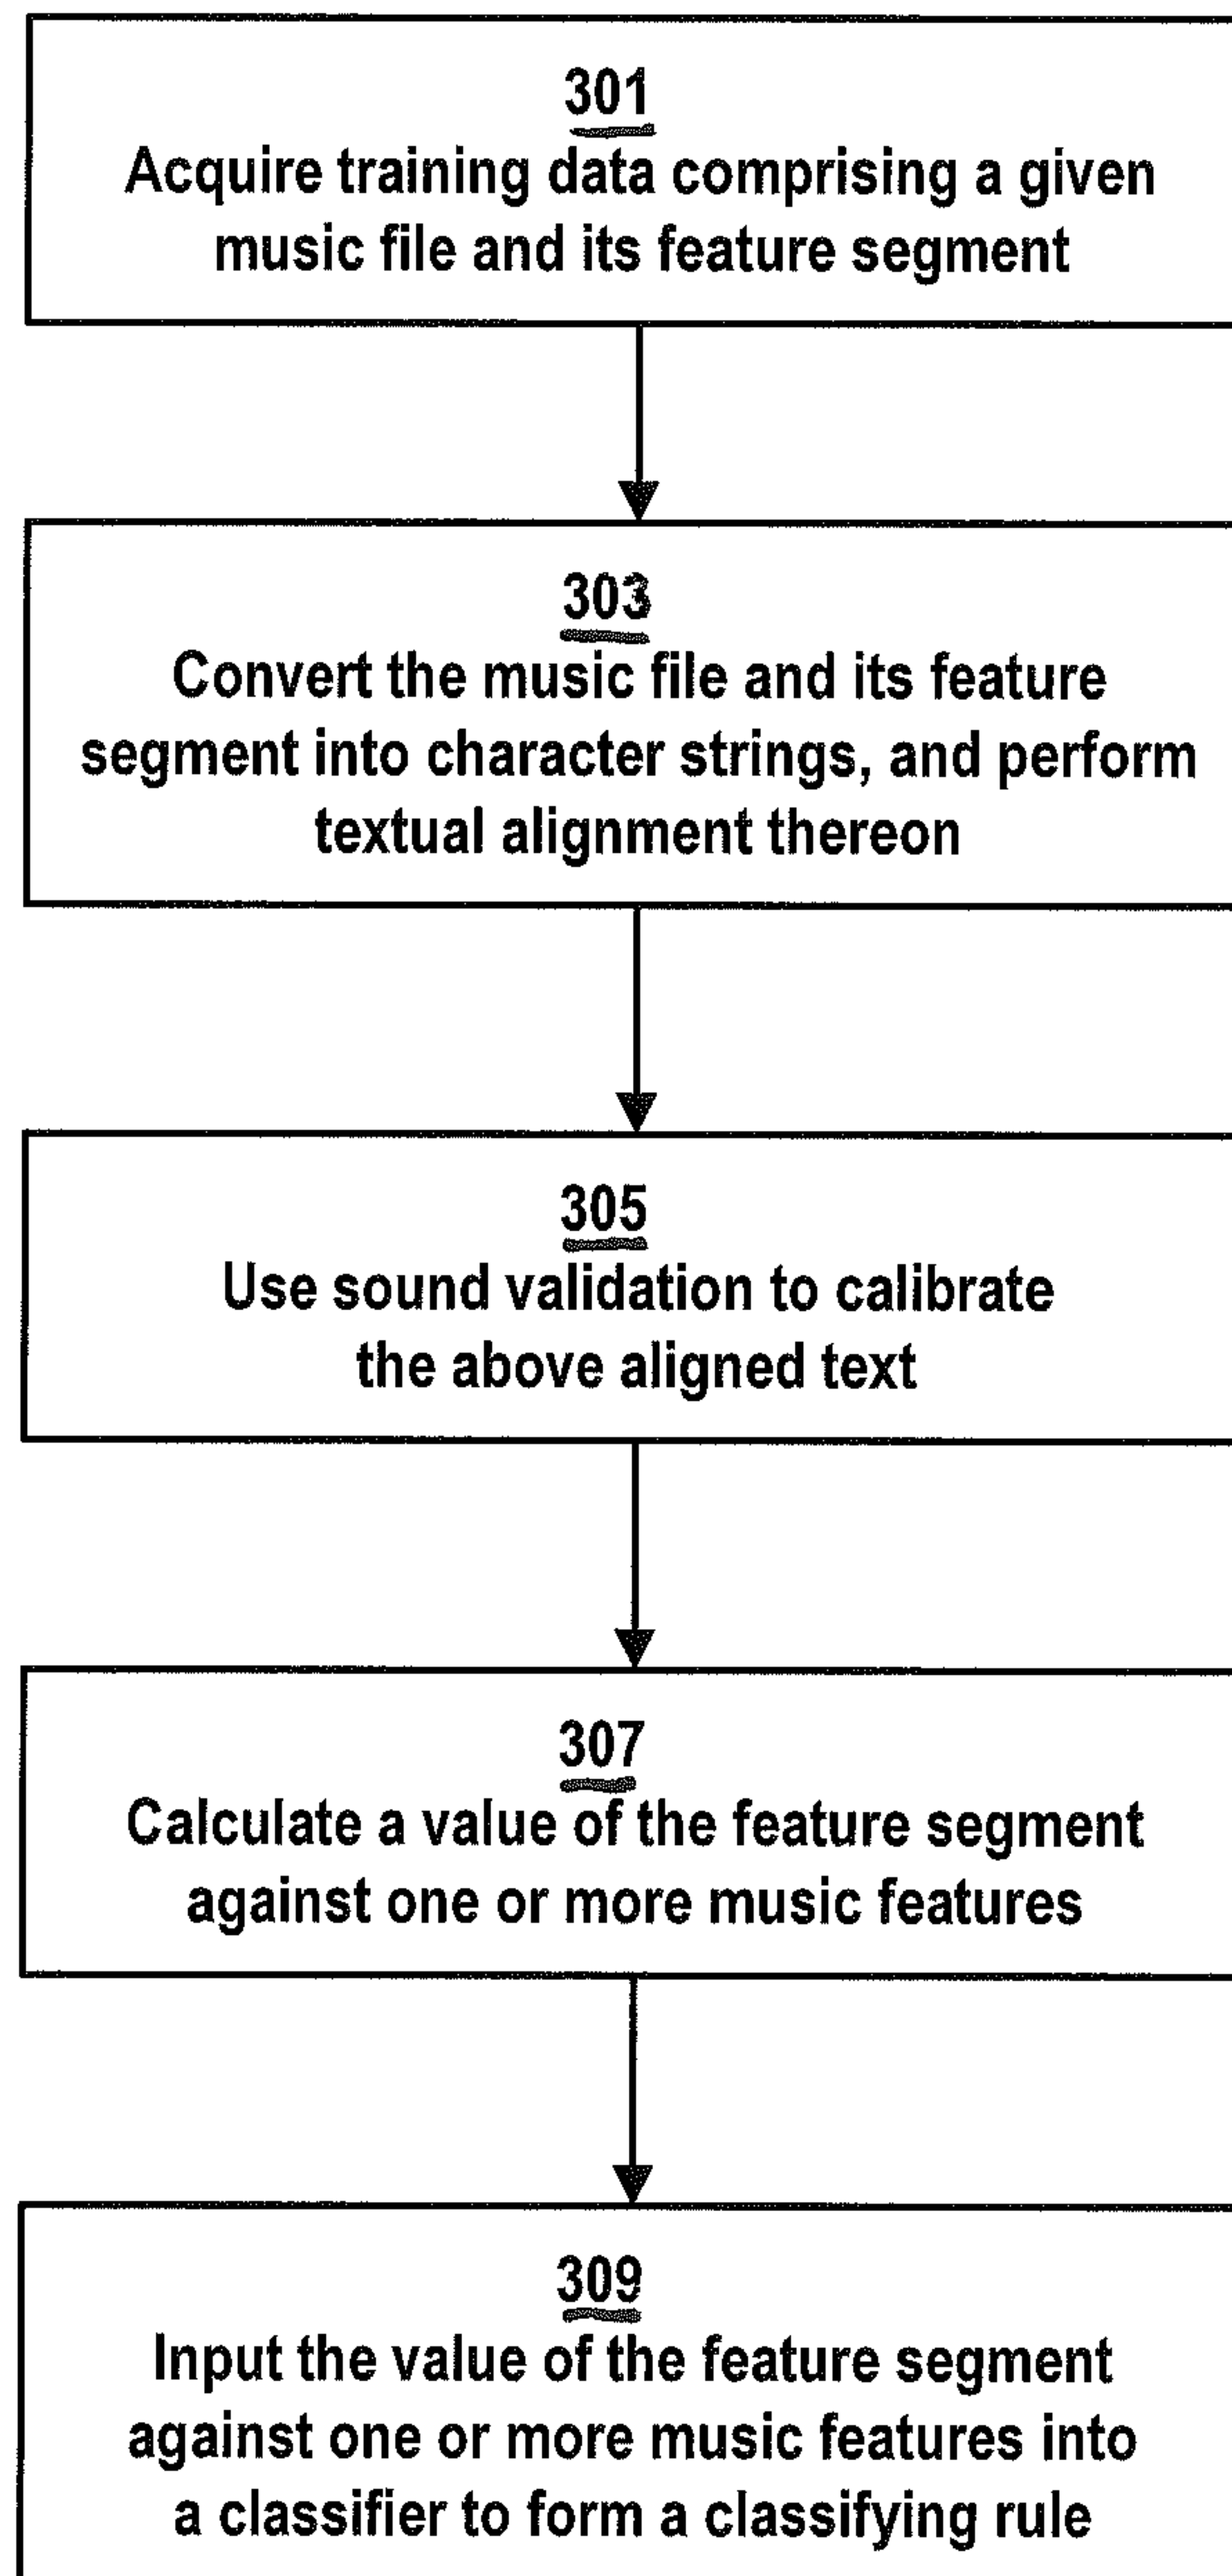 301
Acquire training data comprising a given
music file and its feature segment
303
Convert the music file and its feature
segment into character strings, and perform
textual alignment thereon
305
Use sound validation to calibrate
the above aligned text
307
Calculate a value of the feature segment
against one or more music features
309
Input the value of the feature segment
against one or more music features into
a classifier to form a classifying rule